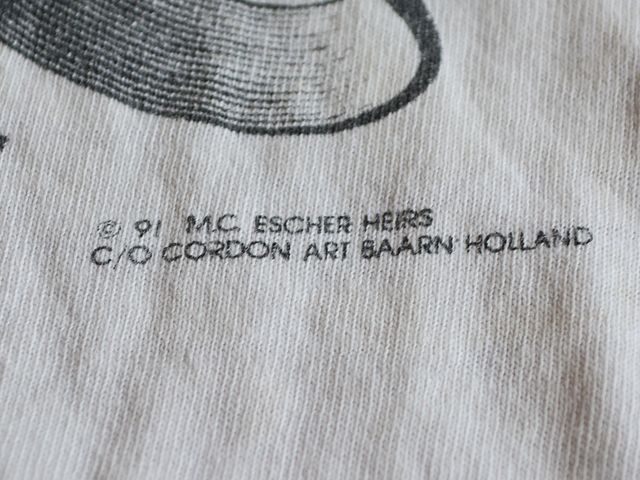 © 91 M.C. ESCHER HEIRS
C/O CORDON ART BAARN HOLLAND